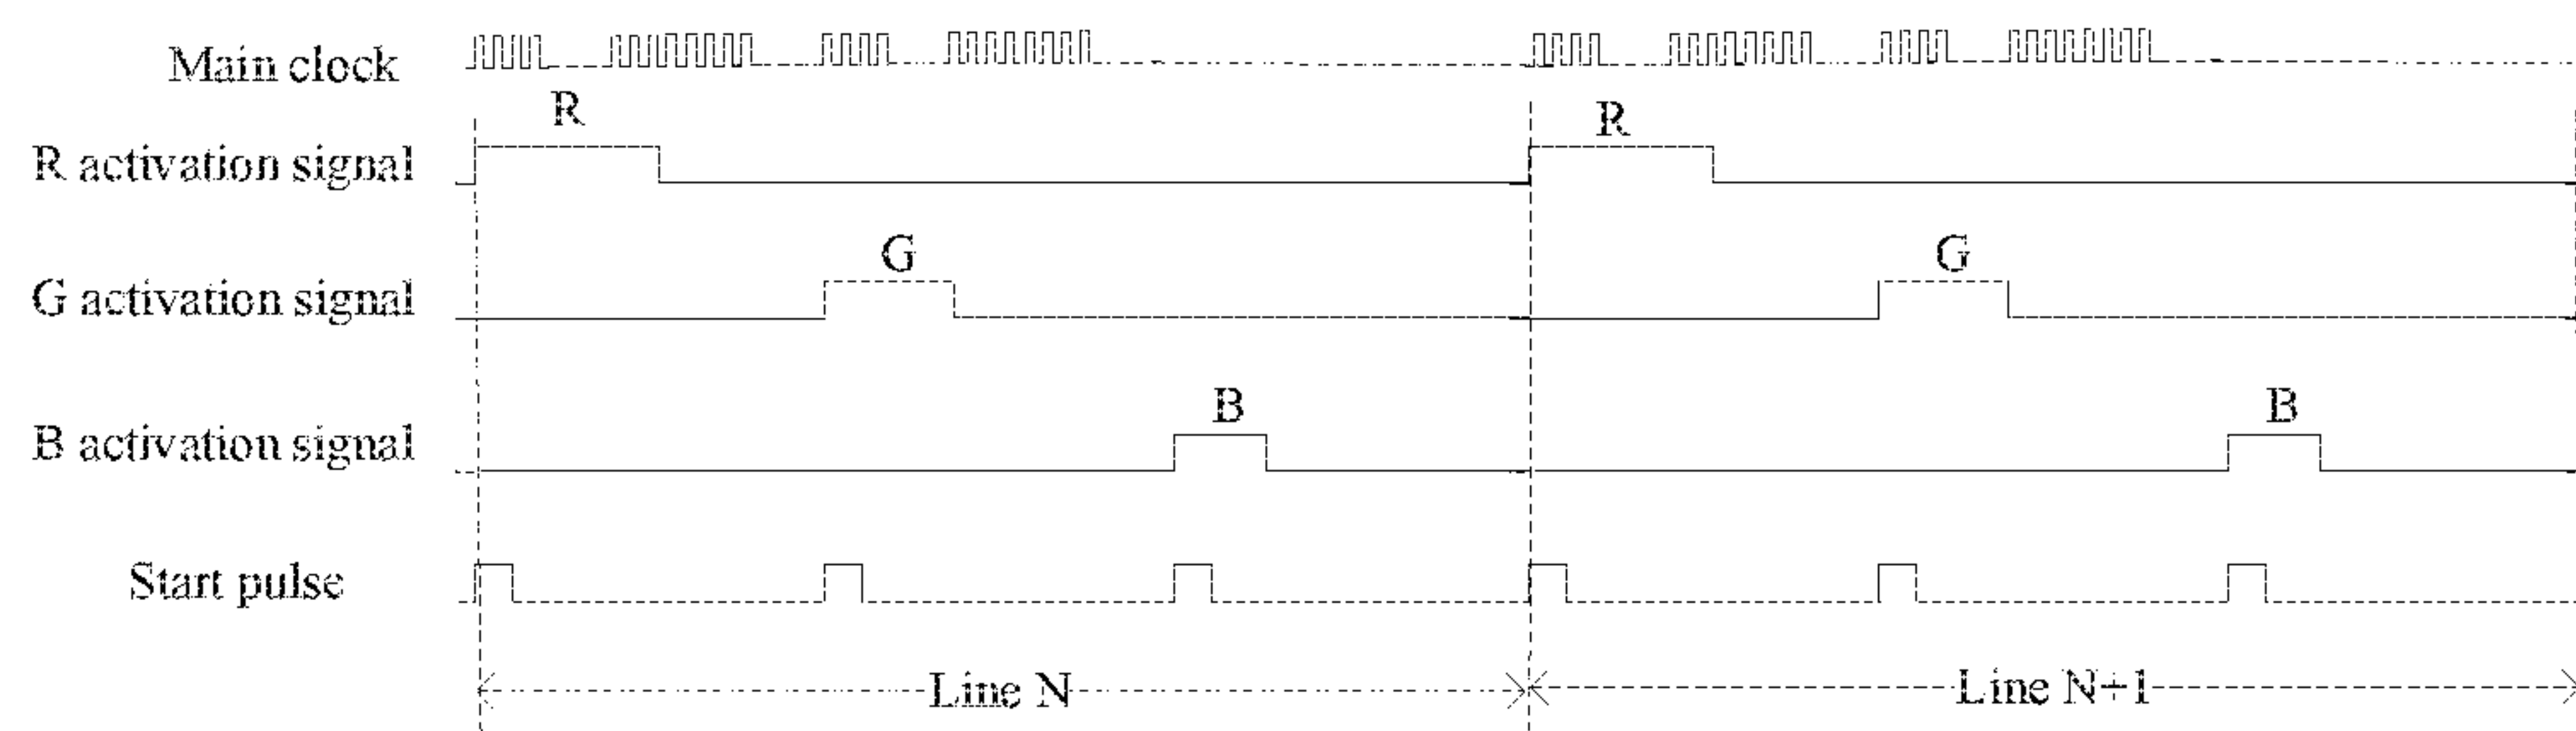 Main clock
R R
R activation signal
G G
G activation signal
B B
B activation signal
Start pulse
Line N Line N+1